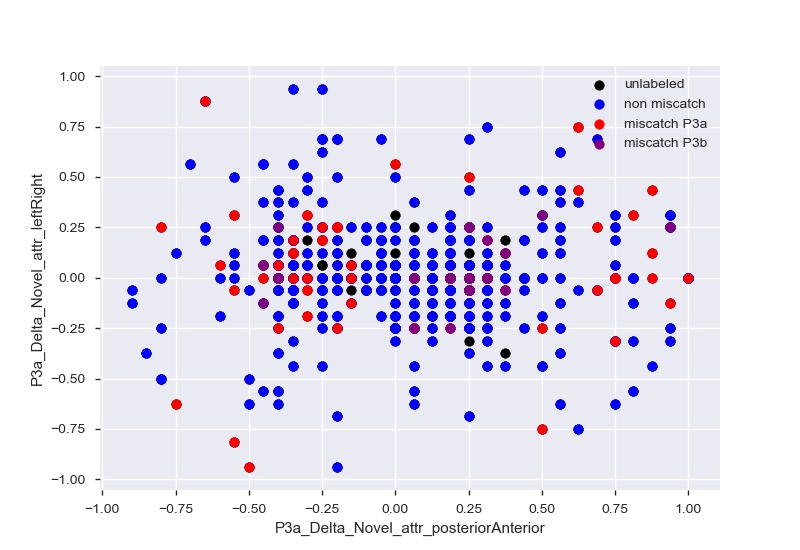 1.00
0.75
0.50
0.25
0.00
−0.25
−0.50
−0.75
−1.00
P3a_Delta_Novel_attr_leftRight
unlabeled
non miscatch
miscatch P3a
miscatch P3b
−1.00 −0.75 −0.50 −0.25 0.00 0.25 0.50 0.75 1.00
P3a_Delta_Novel_attr_posteriorAnterior